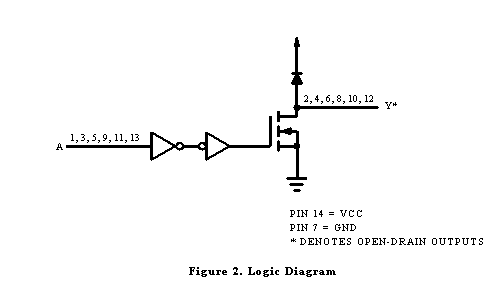 2, 4, 6, 8, 10, 12
Y*
1, 3, 5, 9, 11, 13
A
PIN 14 = VCC
PIN 7 = GND
* DENOTES OPEN-DRAIN OUTPUTS
Figure 2. Logic Diagram